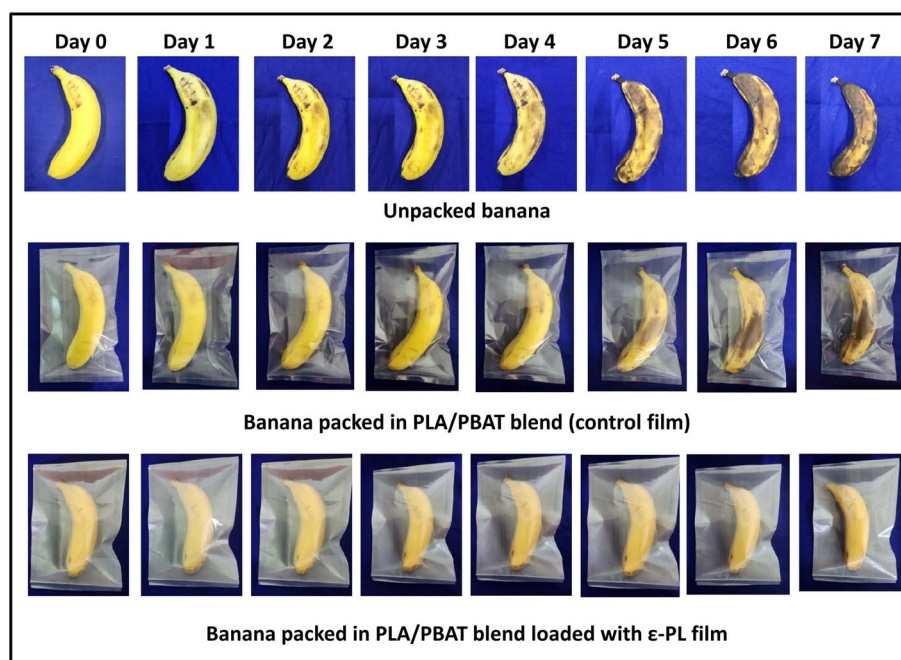 Day 0 Day 1 Day 2 Day 3 Day 4 Day 5 Day 6 Day 7
Unpacked banana
Banana packed in PLA/PBAT blend (control film)
Banana packed in PLA/PBAT blend loaded with ε-PL film